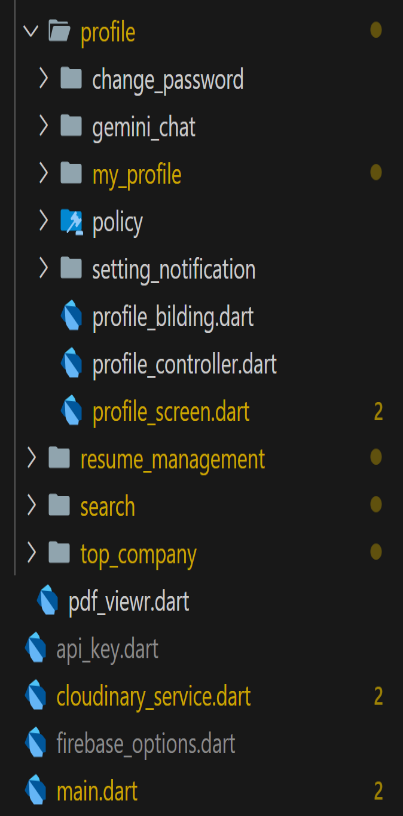 profile
change_password
gemini_chat
my_profile
policy
setting_notification
profile_bilding.dart
profile_controller.dart
profile_screen.dart 2
resume_management
search
top_company
pdf_viewr.dart
api_key.dart
cloudinary_service.dart 2
firebase_options.dart
main.dart 2